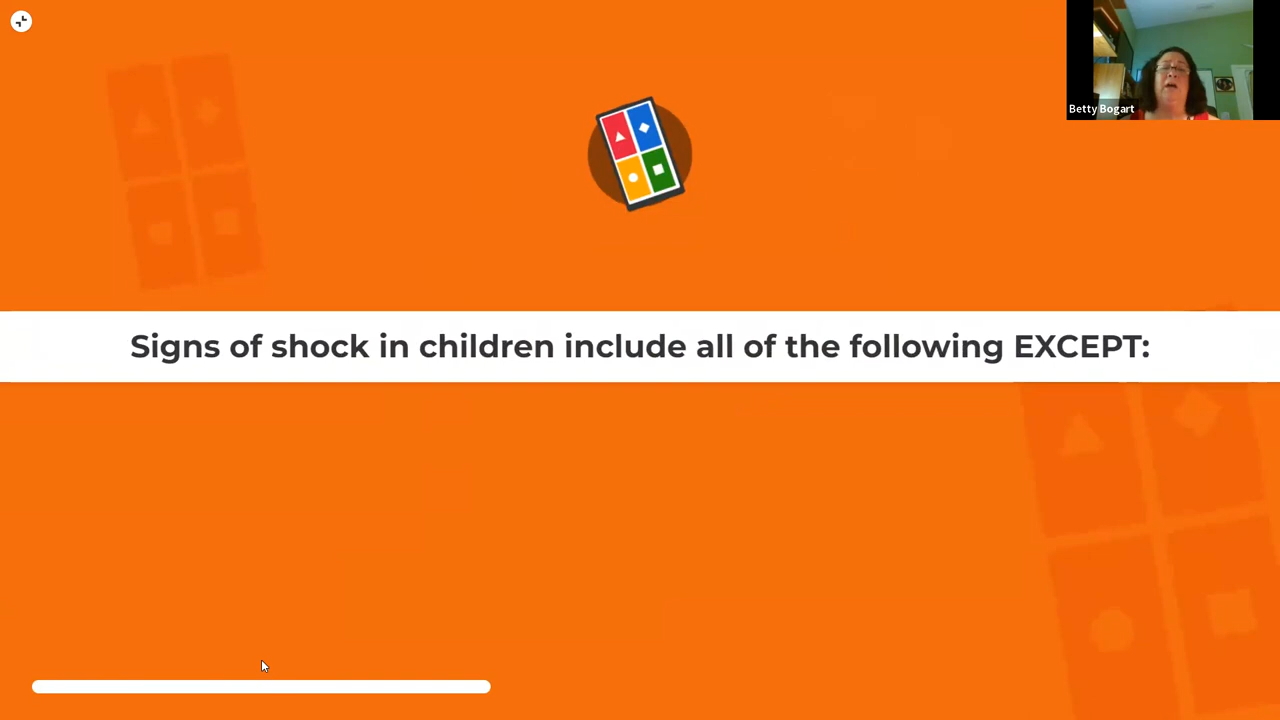 Betty Bogart
Signs of shock in children include all of the following EXCEPT: